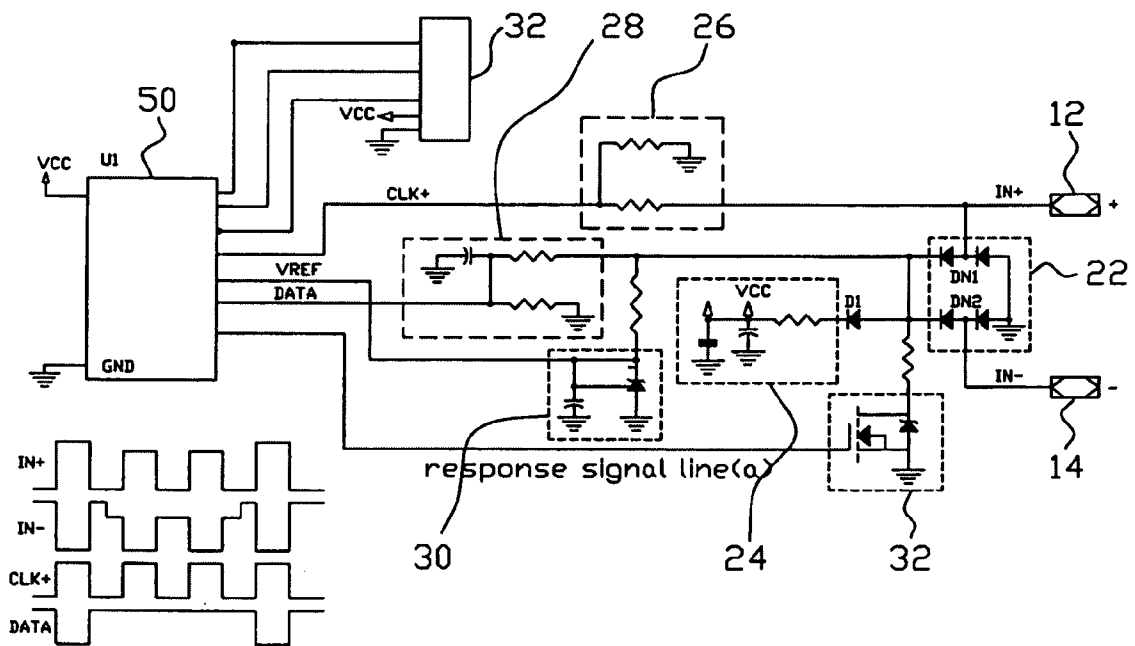 32
28
26
50
12
VCC
VCC
U1
CLK+
IN+
+
VREF
DATA
DN1
22
VCC
D1
DN2
GND
IN-
-
response signal line(a)
14
IN+
IN-
30
24
32
CLK+
DATA